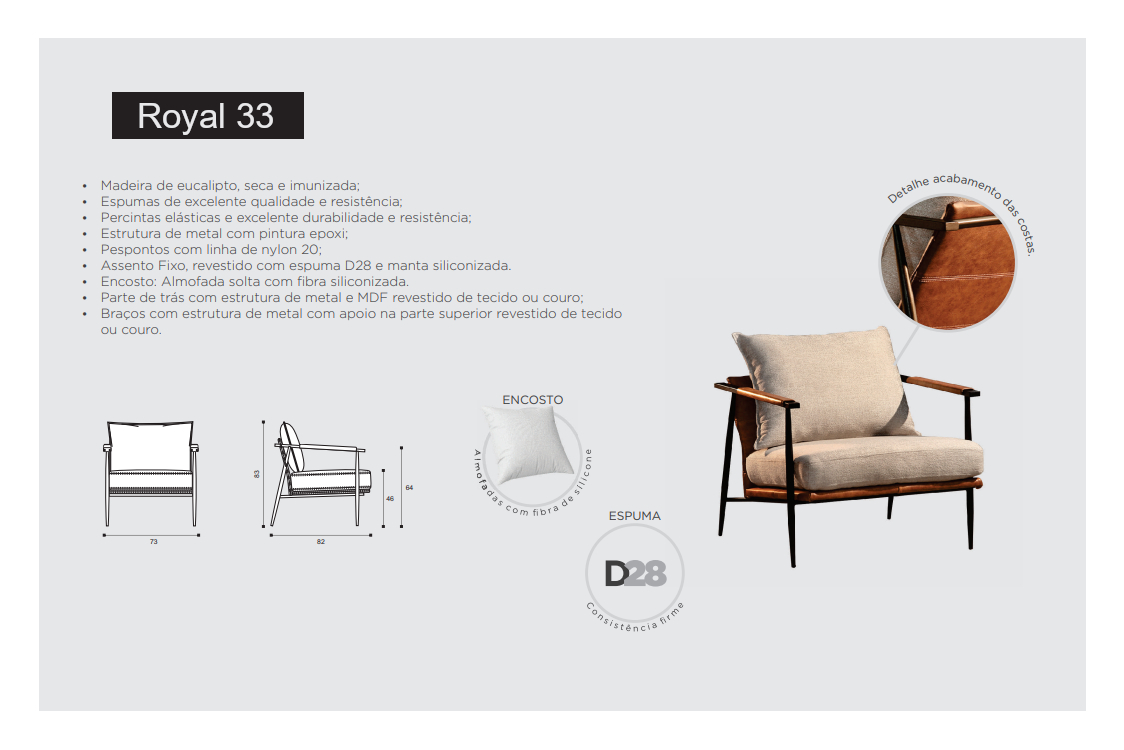 Royal 33
• Madeira de eucalipto, seca e imunizada;
• Espumas de excelente qualidade e resistência;
• Percintas elásticas e excelente durabilidade e resistência;
• Estrutura de metal com pintura epoxi;
• Pespontos com linha de nylon 20;
• Assento Fixo, revestido com espuma D28 e manta siliconizada.
• Encosto: Almofada solta com fibra siliconizada.
• Parte de trás com estrutura de metal e MDF revestido de tecido ou couro;
• Braços com estrutura de metal com apoio na parte superior revestido de tecido
ou couro.
Detalhe acabamento das costas.
73
83
82
46
64
ENCOSTO
Almofadas com fibra de silicone
ESPUMA
D28
Consistência firme